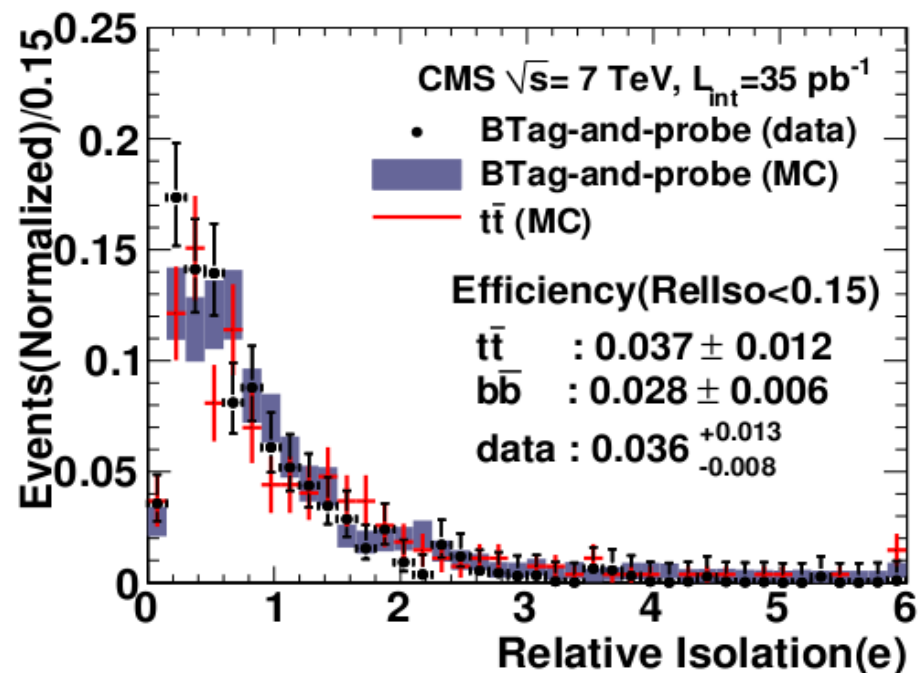 Events(Normalized)/0.15
0.25
0.2
0.15
0.1
0.05
0
CMS √s= 7 TeV, L_int=35 pb⁻¹
BTag-and-probe (data)
BTag-and-probe (MC)
tt̄ (MC)
Efficiency(RelIso<0.15)
tt̄ : 0.037 ± 0.012
bb̄ : 0.028 ± 0.006
data : 0.036 +0.013 -0.008
0 1 2 3 4 5 6
Relative Isolation(e)